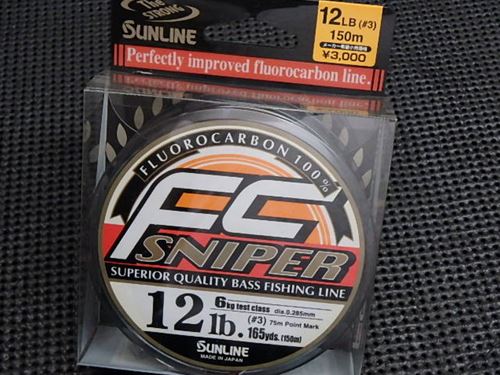 The STRONG
SUNLINE
12LB (#3)
150m
メーカー希望小売価格
¥3,000
Perfectly improved fluorocarbon line.
FLUOROCARBON 100%
FC
SNIPER
SUPERIOR QUALITY BASS FISHING LINE
12 lb.
6kg test class dia.0.285mm
(#3) 75m Point Mark
165yds. (150m)
SUNLINE
MADE IN JAPAN